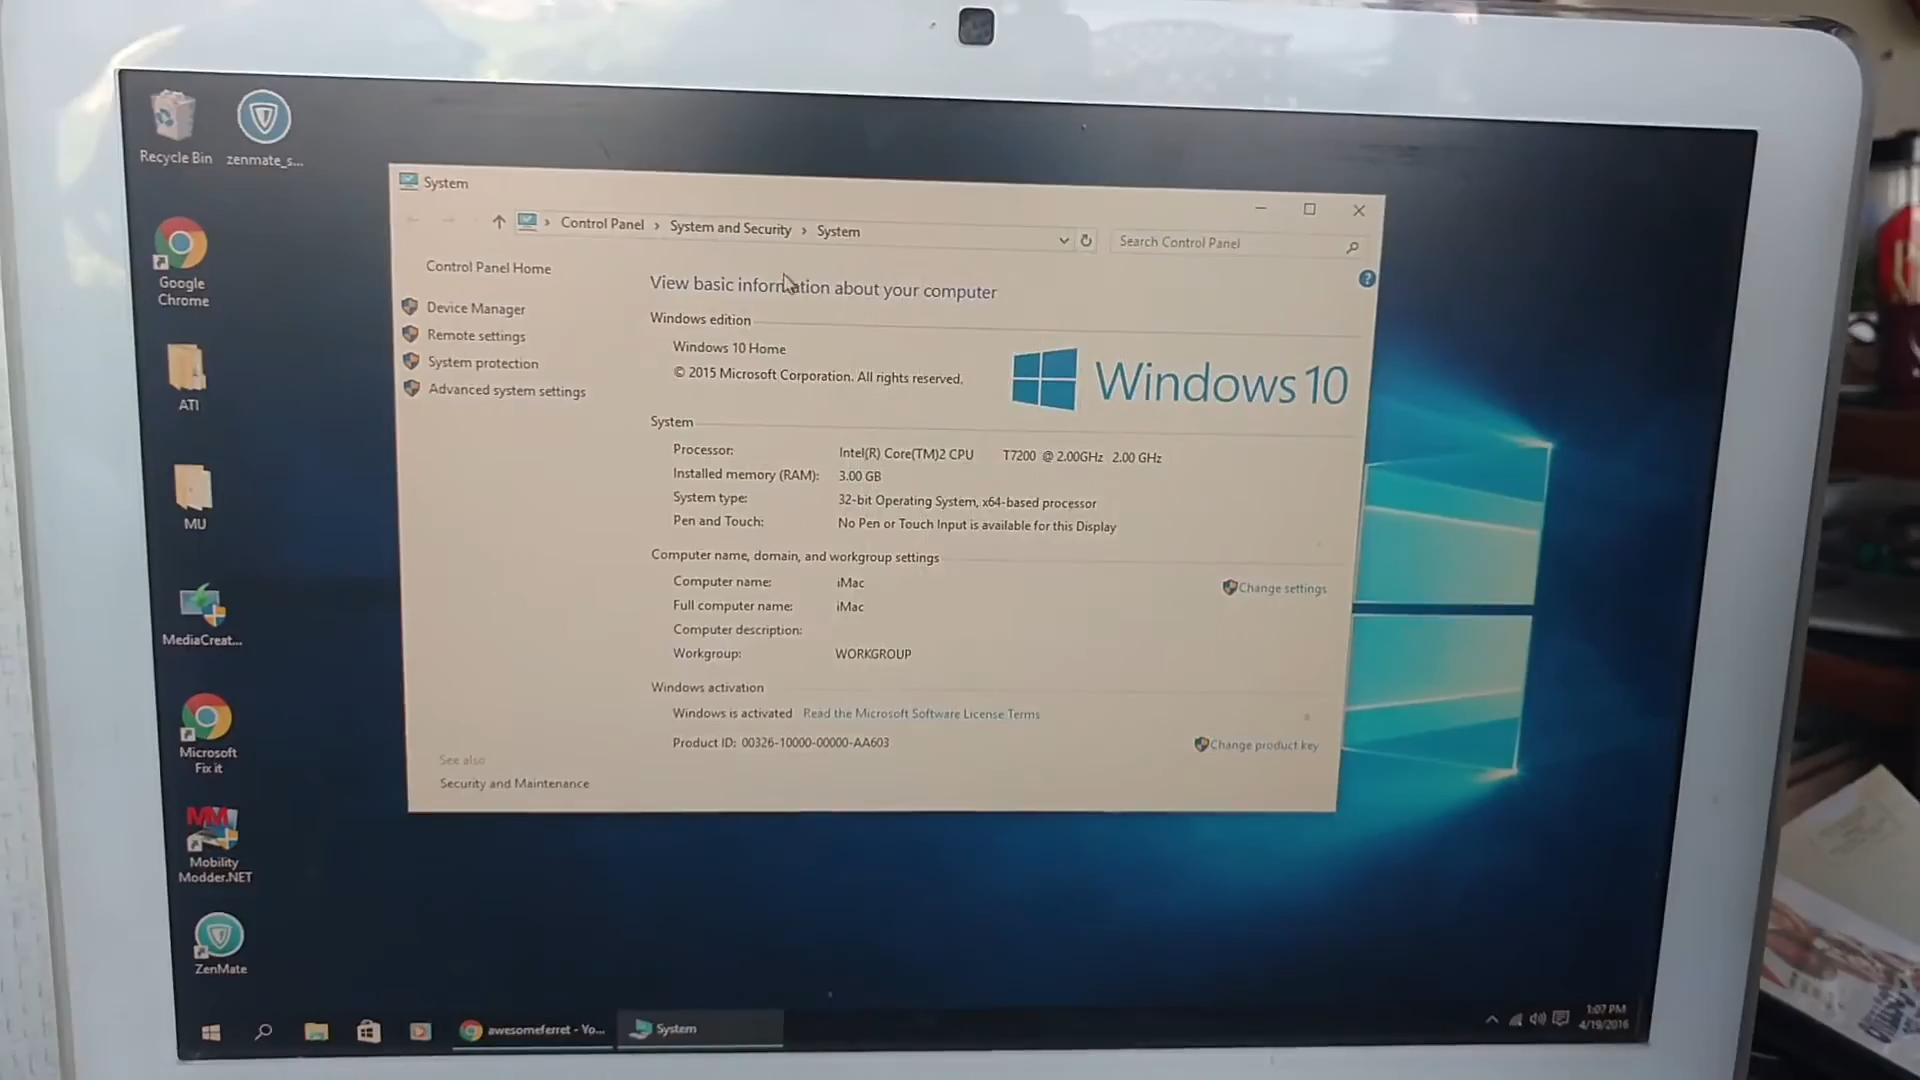 Recycle Bin
zenmate_s...
Google
Chrome
ATI
MU
MediaCreat...
Microsoft
Fix it
MM
Mobility
Modder.NET
ZenMate
System
Control Panel › System and Security › System
Search Control Panel
Control Panel Home
Device Manager
Remote settings
System protection
Advanced system settings
See also
Security and Maintenance
View basic information about your computer
Windows edition
Windows 10 Home
© 2015 Microsoft Corporation. All rights reserved.
Windows 10
System
Processor: Intel(R) Core(TM)2 CPU T7200 @ 2.00GHz 2.00 GHz
Installed memory (RAM): 3.00 GB
System type: 32-bit Operating System, x64-based processor
Pen and Touch: No Pen or Touch Input is available for this Display
Computer name, domain, and workgroup settings
Computer name: iMac
Change settings
Full computer name: iMac
Computer description:
Workgroup: WORKGROUP
Windows activation
Windows is activated Read the Microsoft Software License Terms
Product ID: 00326-10000-00000-AA603
Change product key
awesomeferret - Yo...
System
1:07 PM
4/19/2016